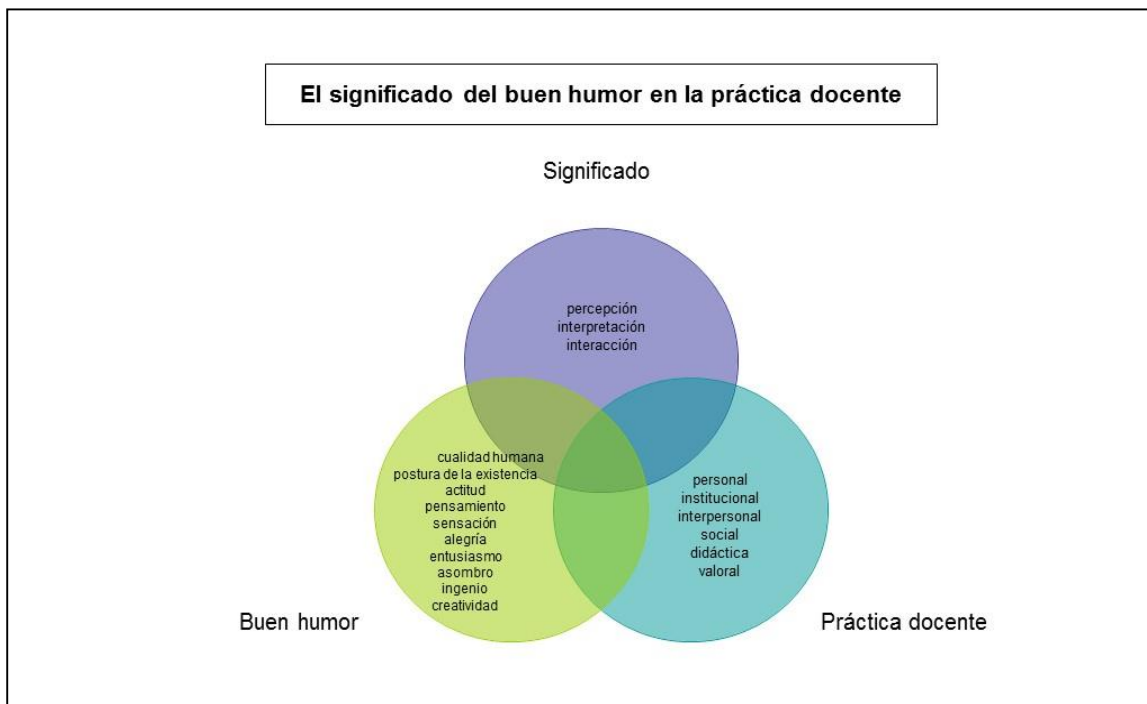 El significado del buen humor en la práctica docente
Significado
percepción
interpretación
interacción
cualidad humana
postura de la existencia
actitud
pensamiento
sensación
alegría
entusiasmo
asombro
ingenio
creatividad
personal
institucional
interpersonal
social
didáctica
valoral
Buen humor
Práctica docente